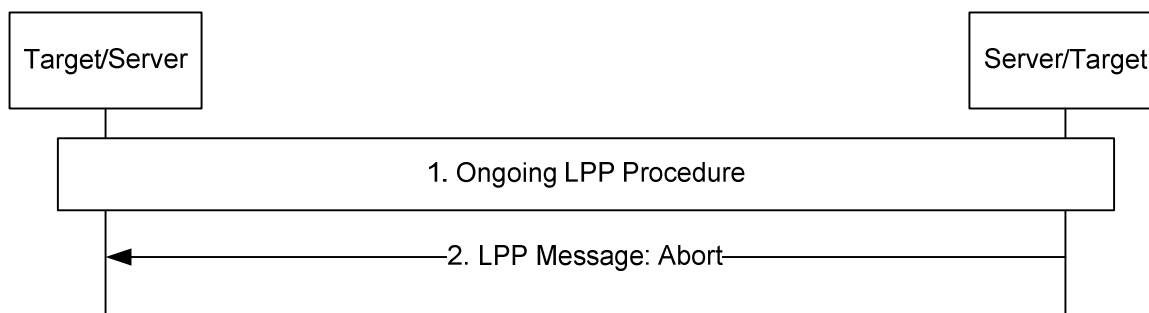 Target/Server
Server/Target
1. Ongoing LPP Procedure
2. LPP Message: Abort